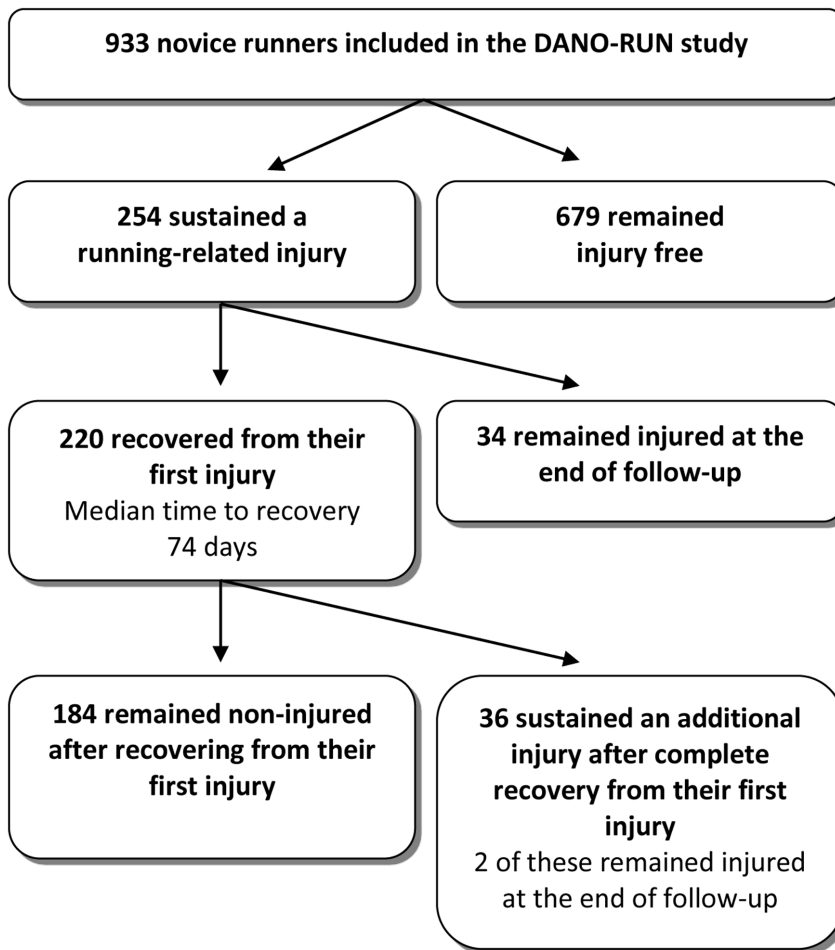 933 novice runners included in the DANO-RUN study
254 sustained a
running-related injury
679 remained
injury free
220 recovered from their
first injury
Median time to recovery
74 days
34 remained injured at the
end of follow-up
184 remained non-injured
after recovering from their
first injury
36 sustained an additional
injury after complete
recovery from their first
injury
2 of these remained injured
at the end of follow-up